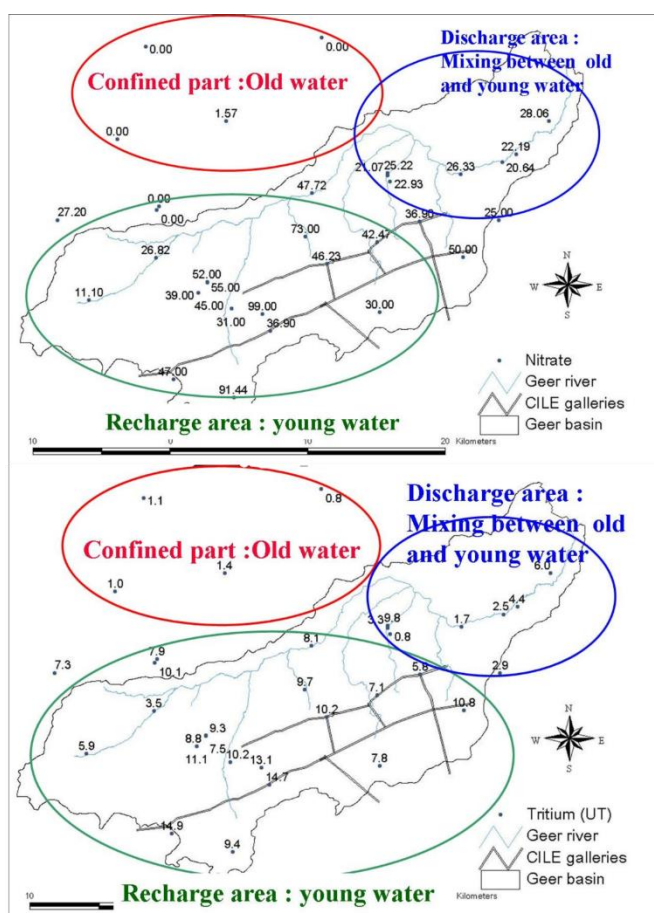 0.00
0.00
Discharge area :
Mixing between old
and young water
Confined part :Old water
1.57
0.00
28.06
22.19
20.64
21.07
25.22
26.33
22.93
47.72
0.00
0.00
27.20
36.90
25.00
73.00
42.47
26.82
46.23
50.00
52.00
55.00
39.00
11.10
45.00
99.00
30.00
31.00
36.90
47.00
91.44
N
W
E
S
Nitrate
Geer river
CILE galleries
Geer basin
Recharge area : young water
10
0
10
20
Kilometers
1.1
0.8
Discharge area :
Mixing between old
and young water
Confined part :Old water
1.4
1.0
6.0
4.4
2.5
3.3
9.8
1.7
0.8
8.1
7.9
10.1
7.3
5.8
2.9
9.7
7.1
3.5
10.2
10.8
9.3
8.8
7.5
5.9
11.1
10.2
13.1
7.8
14.7
14.9
9.4
N
W
E
S
Tritium (UT)
Geer river
CILE galleries
Geer basin
Recharge area : young water
10
Kilometers